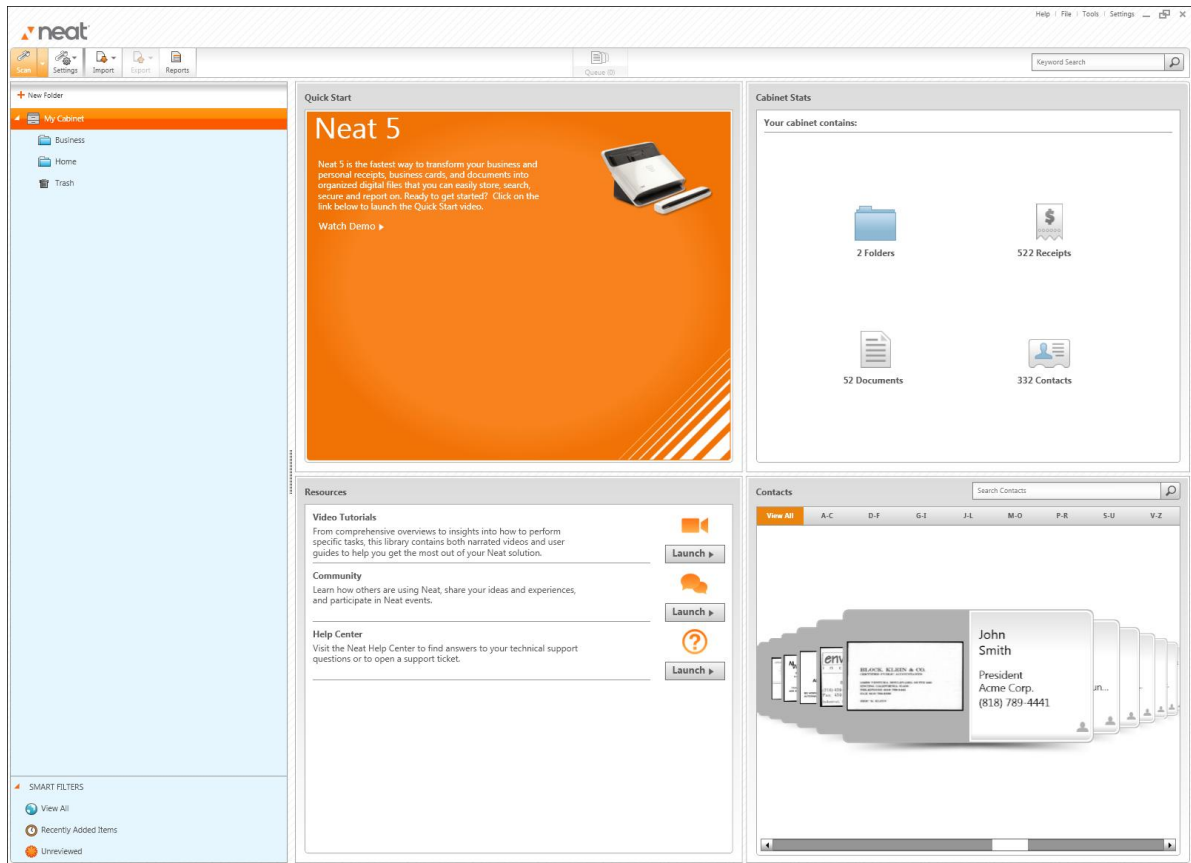 Help | File | Tools | Settings
neat
Scan
Settings
Import
Export
Reports
Queue (0)
Keyword Search
New Folder
My Cabinet
Business
Home
Trash
Quick Start
Neat 5
Neat 5 is the fastest way to transform your business and
personal receipts, business cards, and documents into
organized digital files that you can easily store, search,
secure and report on. Ready to get started? Click on the
link below to launch the Quick Start video.
Watch Demo
Cabinet Stats
Your cabinet contains:
2 Folders
522 Receipts
52 Documents
332 Contacts
Resources
Video Tutorials
From comprehensive overviews to insights into how to perform
specific tasks, this library contains both narrated videos and user
guides to help you get the most out of your Neat solution.
Launch
Community
Learn how others are using Neat, share your ideas and experiences,
and participate in Neat events.
Launch
Help Center
Visit the Neat Help Center to find answers to your technical support
questions or to open a support ticket.
Launch
Contacts
Search Contacts
View All A-C D-F G-I J-L M-O P-R S-U V-Z
env
BLOCK, KLEIN & CO.
John
Smith
President
Acme Corp.
(818) 789-4441
un...
SMART FILTERS
View All
Recently Added Items
Unreviewed